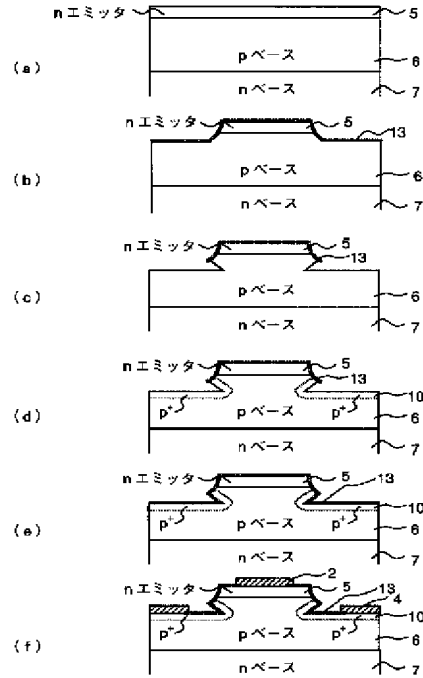 nエミッタ 5
(a) pベース 6
nベース 7
nエミッタ 5
13
(b) pベース 6
nベース 7
nエミッタ 5
13
(c) pベース 6
nベース 7
nエミッタ 5
13
(d) p+ p+ 10
pベース 6
nベース 7
nエミッタ 5 13
(e) p+ p+ 10
pベース 6
nベース 7
2
nエミッタ 5 13
4
p+ p+ 10
(f) pベース 6
nベース 7